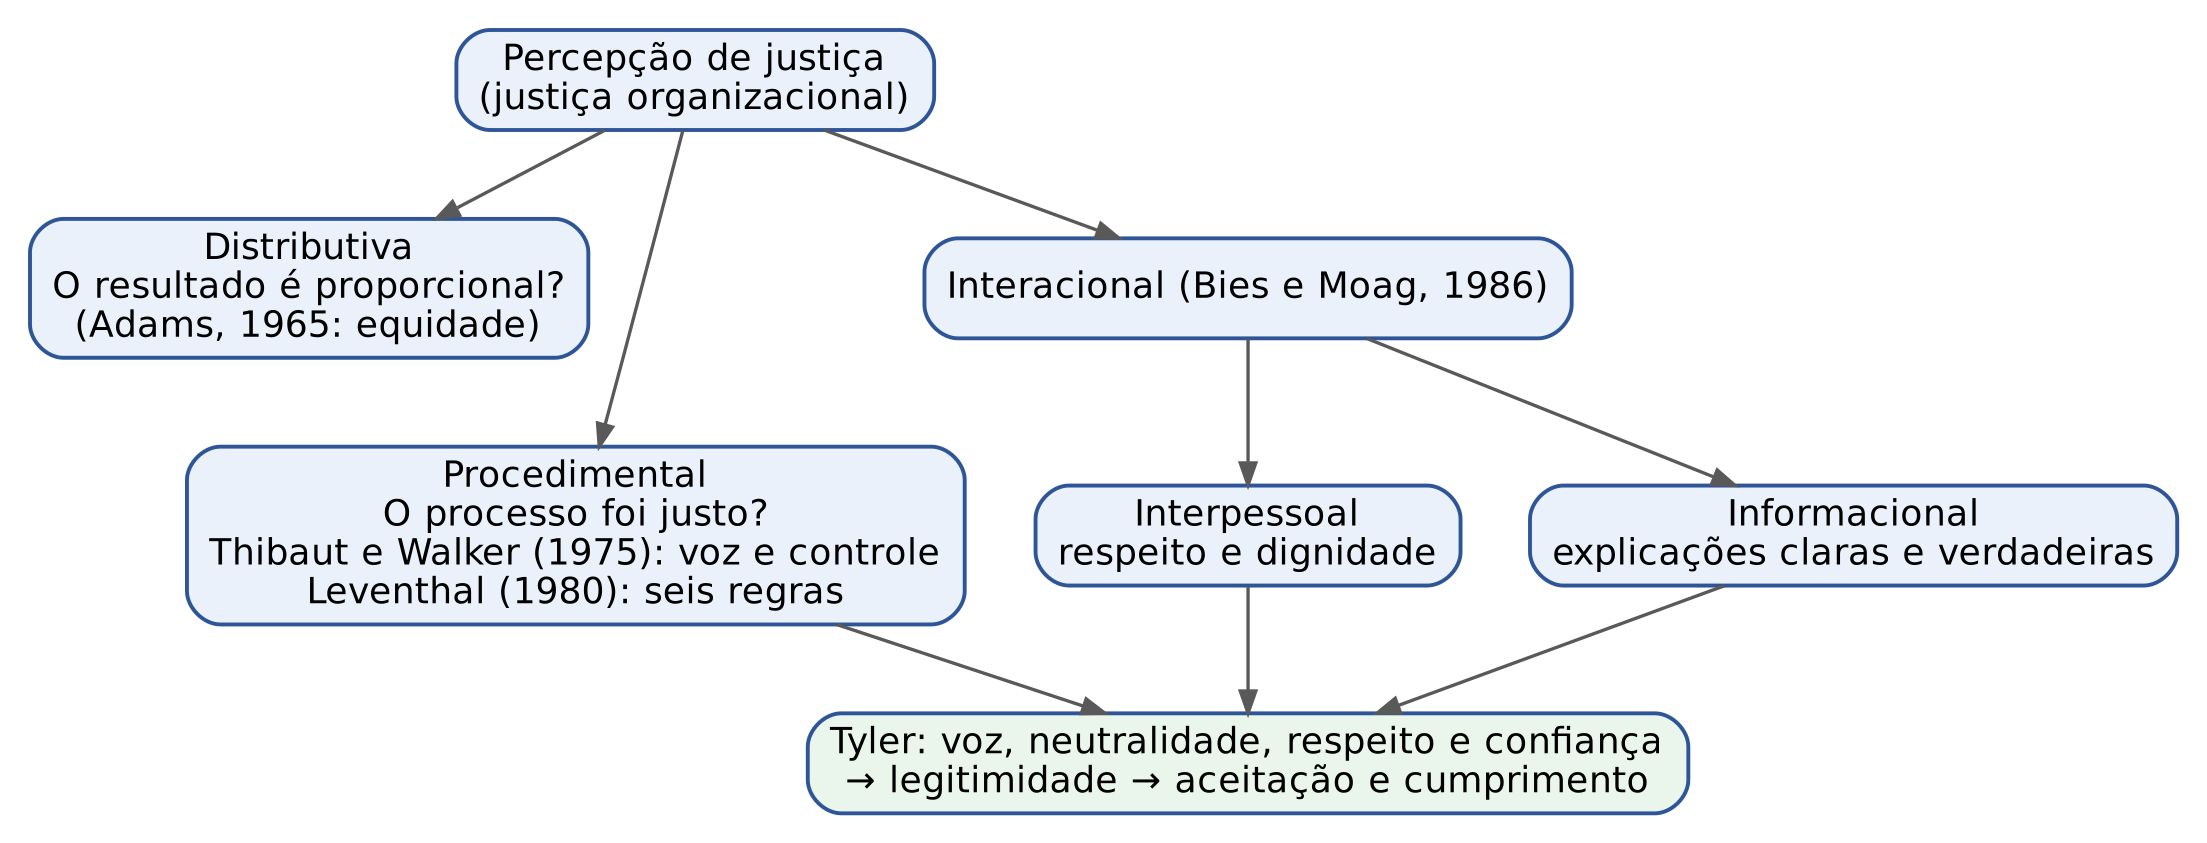 Percepção de justiça
(justiça organizacional)
Distributiva
O resultado é proporcional?
(Adams, 1965: equidade)
Interacional (Bies e Moag, 1986)
Procedimental
O processo foi justo?
Thibaut e Walker (1975): voz e controle
Leventhal (1980): seis regras
Interpessoal
respeito e dignidade
Informacional
explicações claras e verdadeiras
Tyler: voz, neutralidade, respeito e confiança
→ legitimidade → aceitação e cumprimento